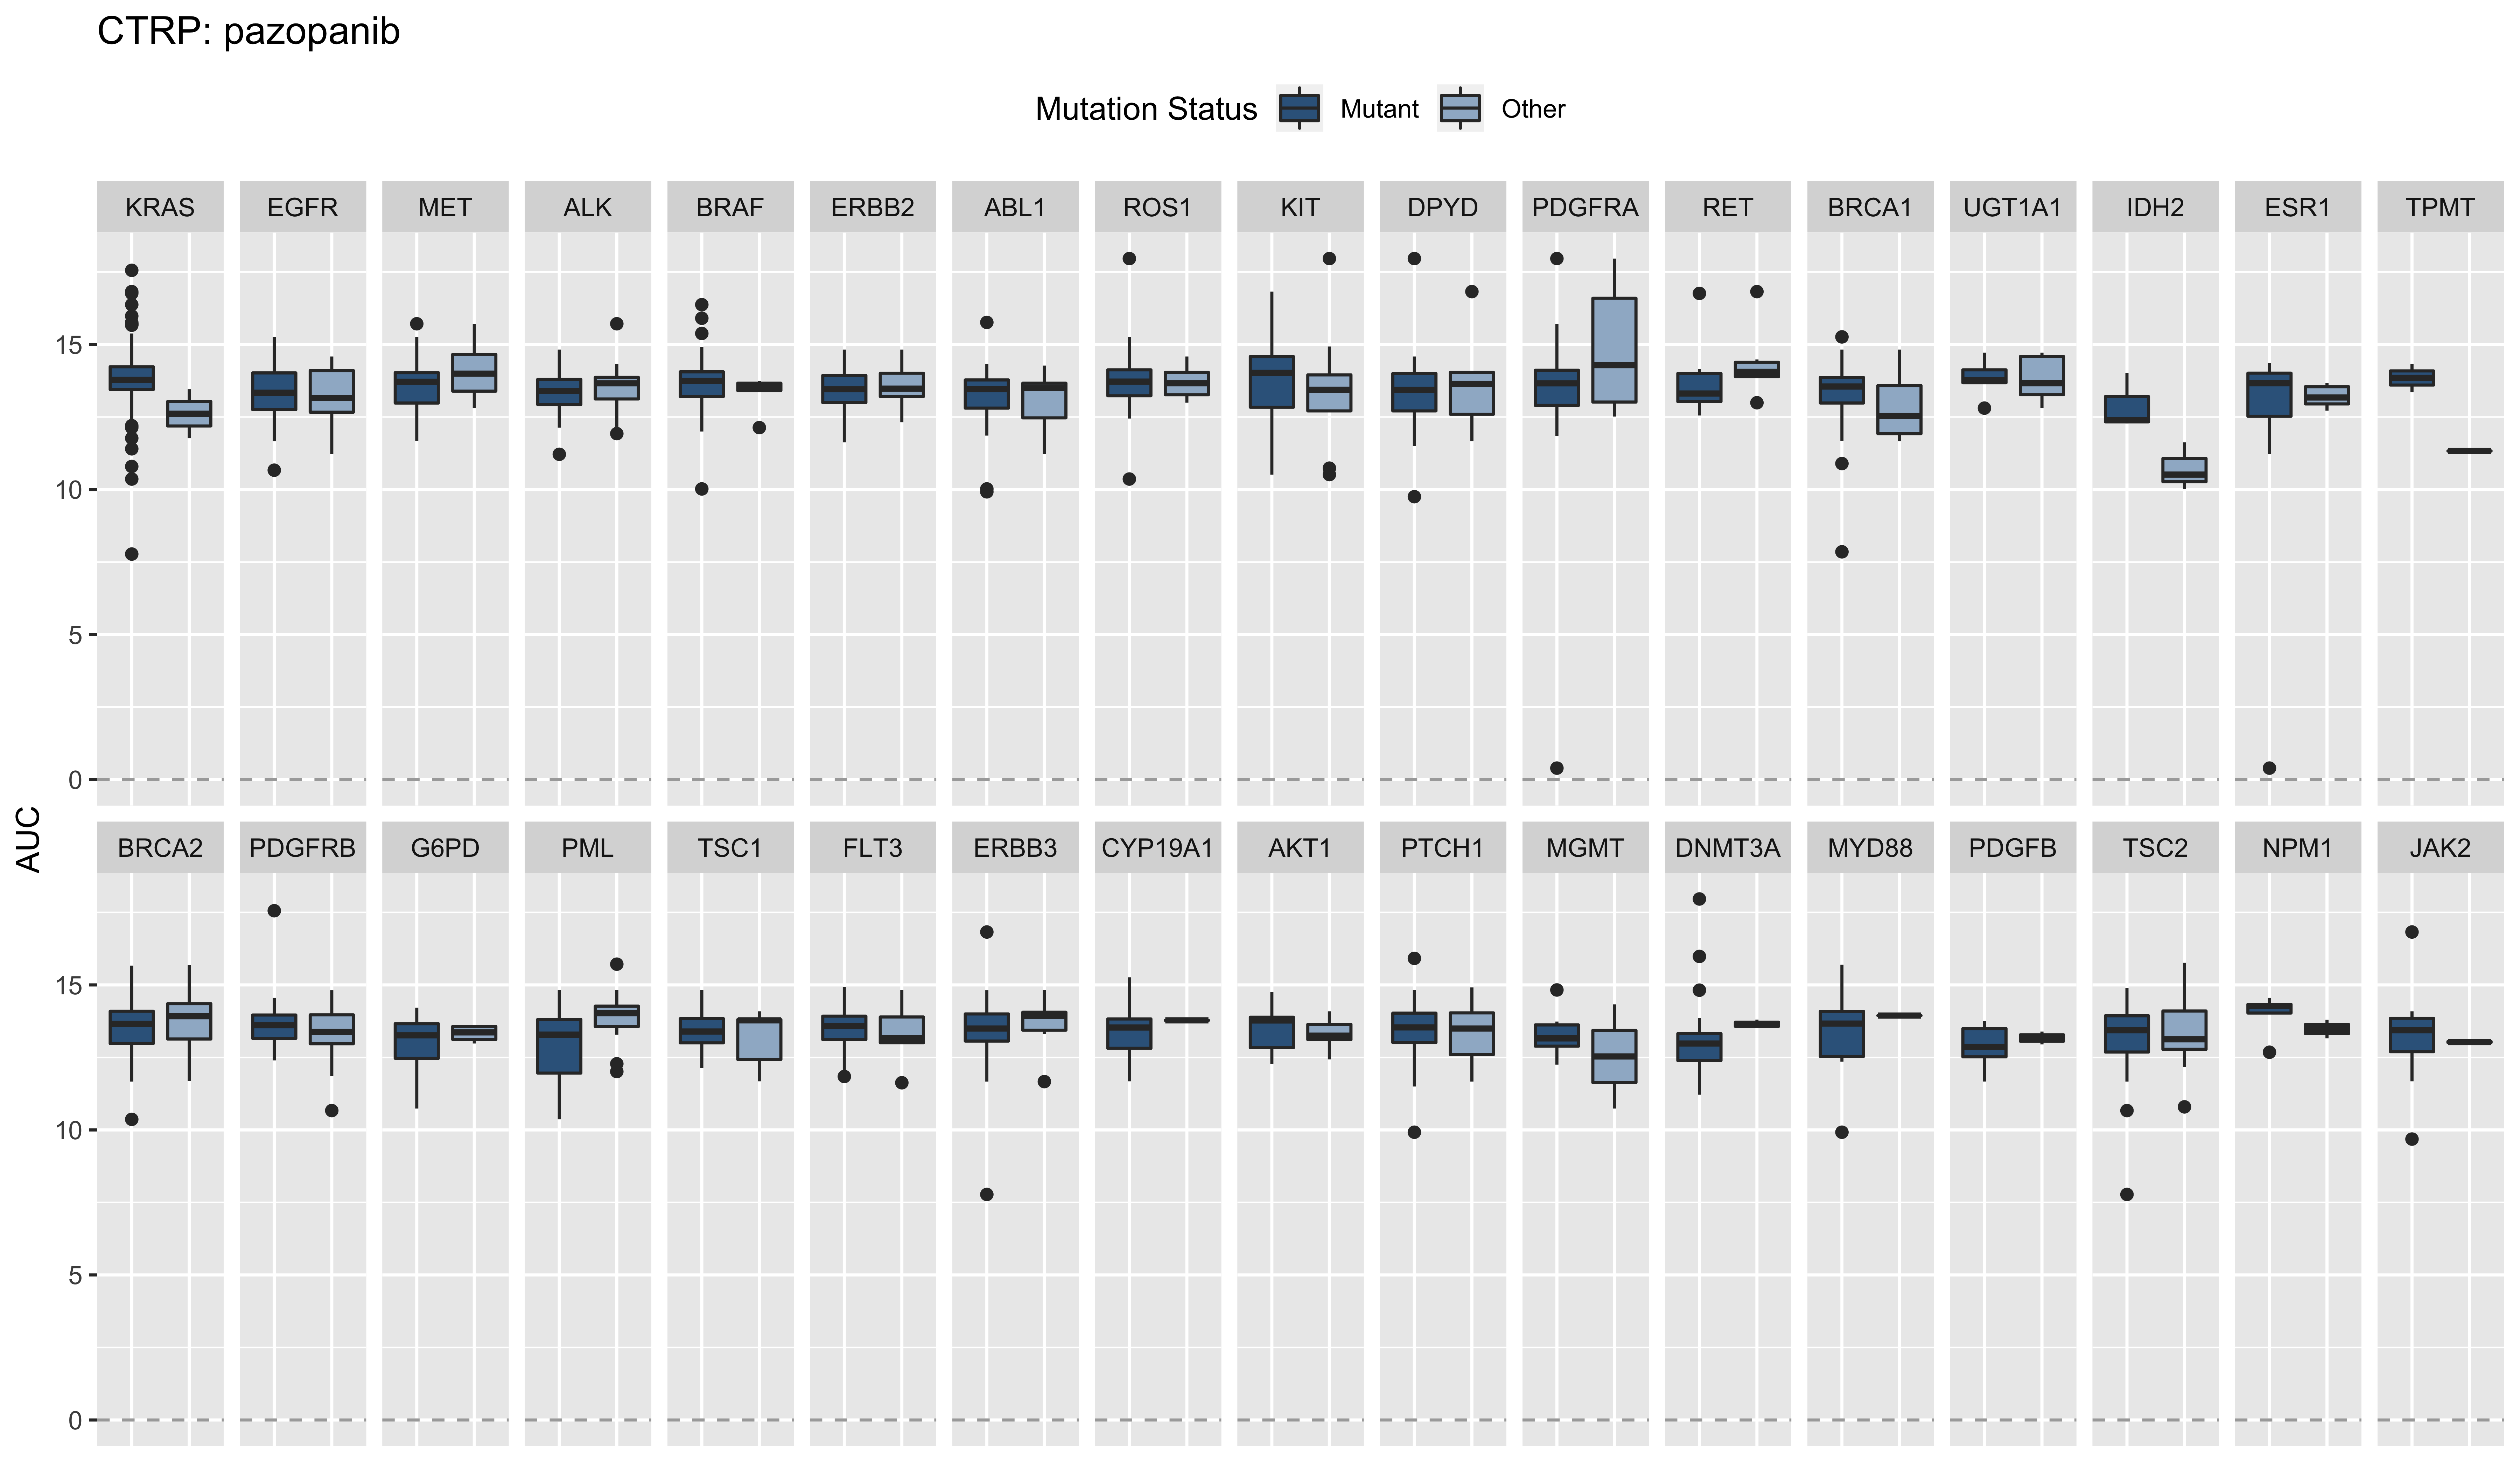 CTRP: pazopanib
Mutation Status Mutant Other
KRAS EGFR MET ALK BRAF ERBB2 ABL1 ROS1 KIT DPYD PDGFRA RET BRCA1 UGT1A1 IDH2 ESR1 TPMT
15
10
5
0
AUC
BRCA2 PDGFRB G6PD PML TSC1 FLT3 ERBB3 CYP19A1 AKT1 PTCH1 MGMT DNMT3A MYD88 PDGFB TSC2 NPM1 JAK2
15
10
5
0